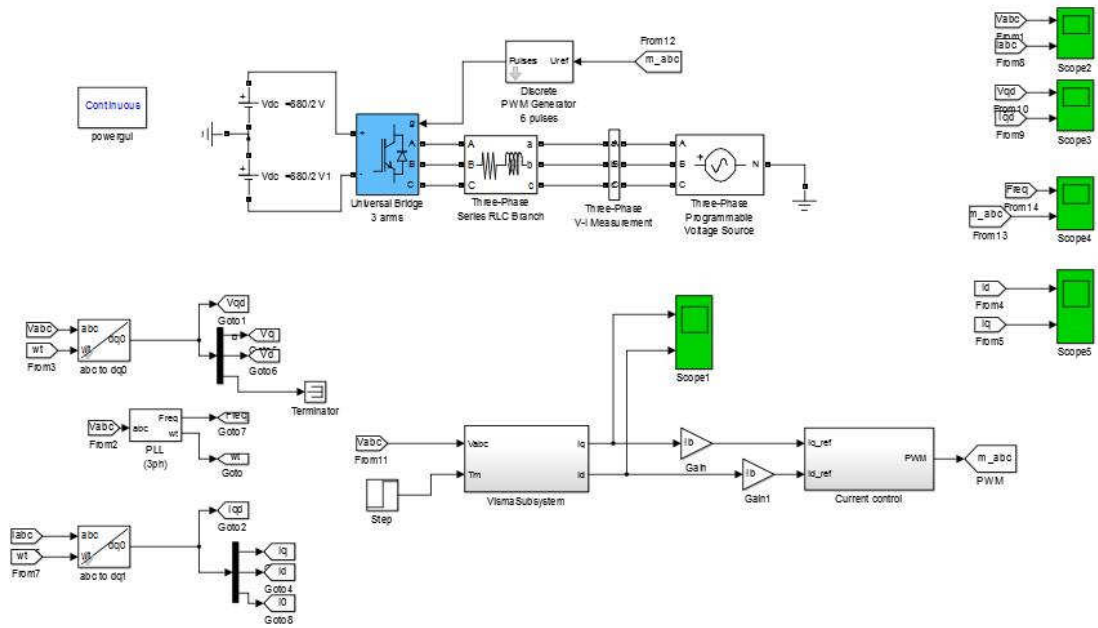 Continuous
powergui
Vdc =680/2 V
Vdc =680/2 V1
g
A
B
C
+
-
Universal Bridge
3 arms
Pulses
Uref
Discrete
PWM Generator
6 pulses
From12
m_abc
A
B
C
a
b
c
Three-Phase
Series RLC Branch
Three-Phase
V-I Measurement
A
B
C
N
Three-Phase
Programmable
Voltage Source
Vabc
From1
Iabc
From8
Scope2
Vqd
From10
Iqd
From9
Scope3
Freq
From14
m_abc
From13
Scope4
Id
From4
Iq
From5
Scope5
Vabc
wt
From3
abc
wt
dq0
abc to dq0
Vqd
Goto1
Vq
Vd
Goto6
Terminator
Vabc
From2
abc
Freq
wt
PLL
(3ph)
Freq
Goto7
wt
Goto
Iabc
wt
From7
abc
wt
dq0
abc to dq1
Iqd
Goto2
Iq
Id
Goto4
I0
Goto8
Vabc
From11
Step
Vabc
Tm
Iq
Id
VismaSubsystem
Scope1
Ib
Gain
Ib
Gain1
Iq_ref
Id_ref
PWM
Current control
m_abc
PWM